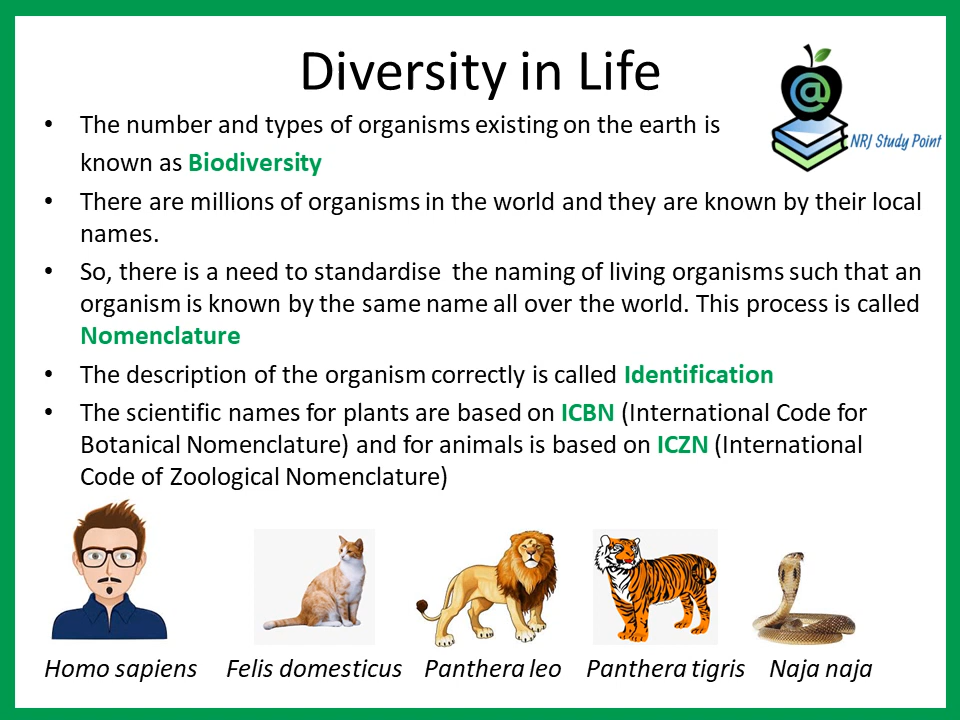 Diversity in Life
NRJ Study Point
• The number and types of organisms existing on the earth is
known as Biodiversity
• There are millions of organisms in the world and they are known by their local
names.
• So, there is a need to standardise  the naming of living organisms such that an
organism is known by the same name all over the world. This process is called
Nomenclature
• The description of the organism correctly is called Identification
• The scientific names for plants are based on ICBN (International Code for
Botanical Nomenclature) and for animals is based on ICZN (International
Code of Zoological Nomenclature)
Homo sapiens Felis domesticus Panthera leo Panthera tigris Naja naja